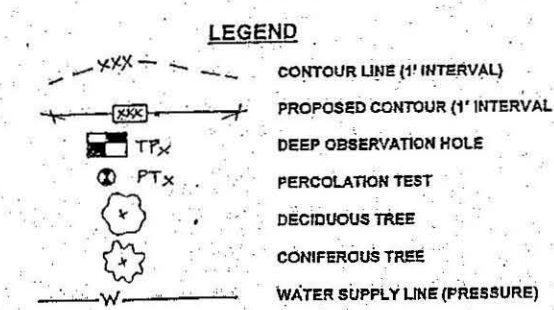 LEGEND
XXX CONTOUR LINE (1' INTERVAL)
XXX PROPOSED CONTOUR (1' INTERVAL
TPX DEEP OBSERVATION HOLE
PTX PERCOLATION TEST
DECIDUOUS TREE
CONIFEROUS TREE
W WATER SUPPLY LINE (PRESSURE)